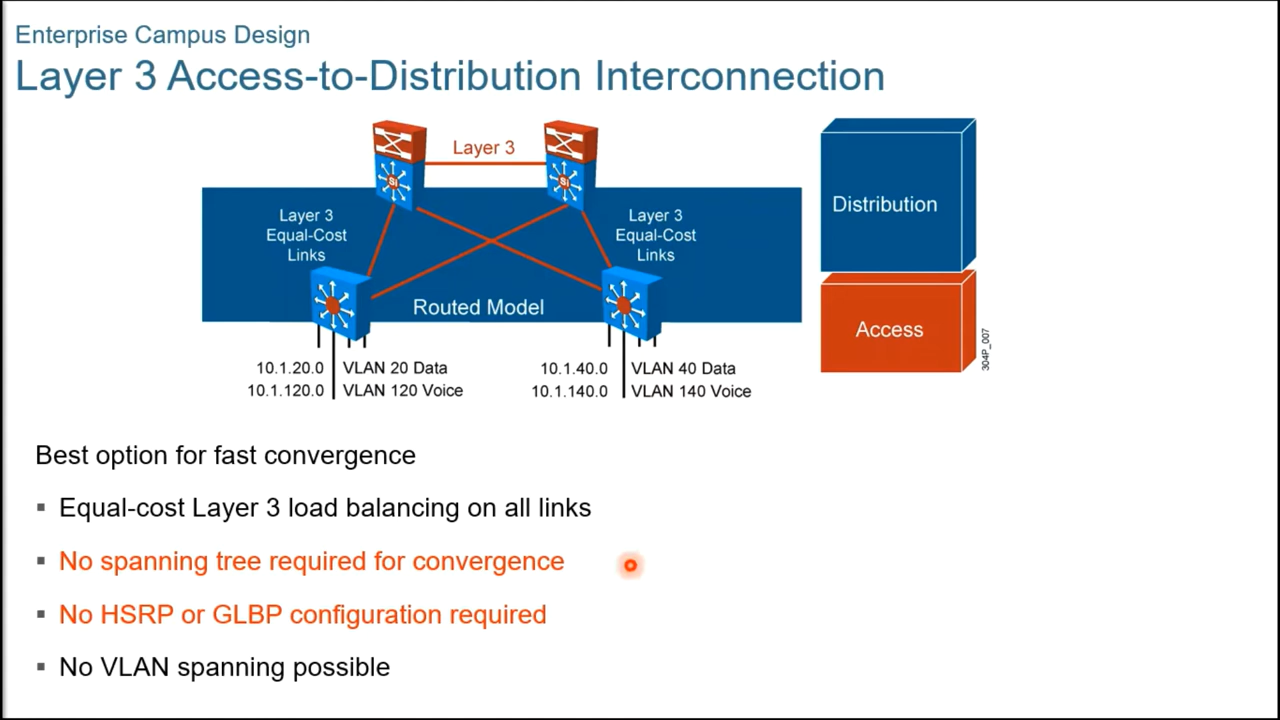 Enterprise Campus Design
Layer 3 Access-to-Distribution Interconnection
Layer 3
Si
Si
Layer 3
Equal-Cost
Links
Layer 3
Equal-Cost
Links
Routed Model
10.1.20.0 VLAN 20 Data
10.1.120.0 VLAN 120 Voice
10.1.40.0 VLAN 40 Data
10.1.140.0 VLAN 140 Voice
Distribution
Access
304P_007
Best option for fast convergence
▪ Equal-cost Layer 3 load balancing on all links
▪ No spanning tree required for convergence
▪ No HSRP or GLBP configuration required
▪ No VLAN spanning possible